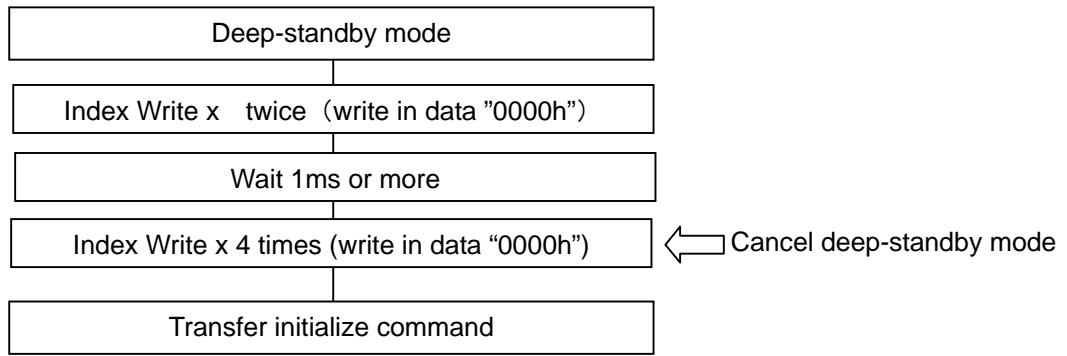 Deep-standby mode
Index Write x　twice（write in data ”0000h”）
Wait 1ms or more
Index Write x 4 times (write in data “0000h”)
Cancel deep-standby mode
Transfer initialize command